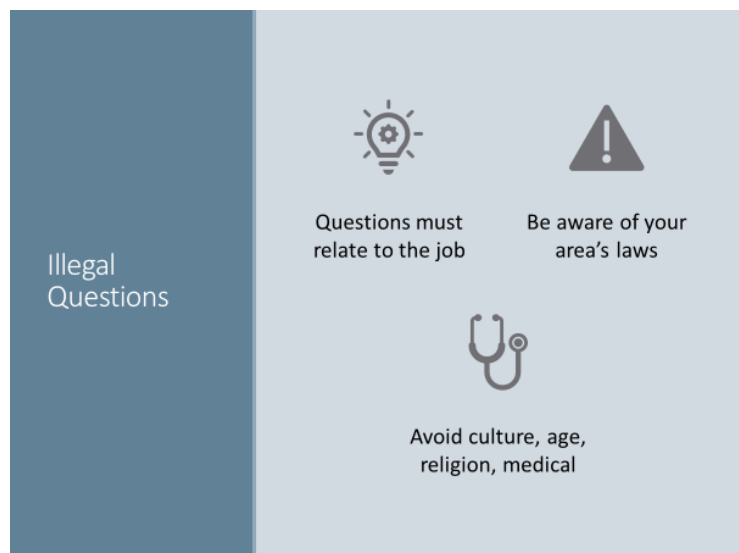 Illegal
Questions
Questions must
relate to the job
Be aware of your
area's laws
Avoid culture, age,
religion, medical